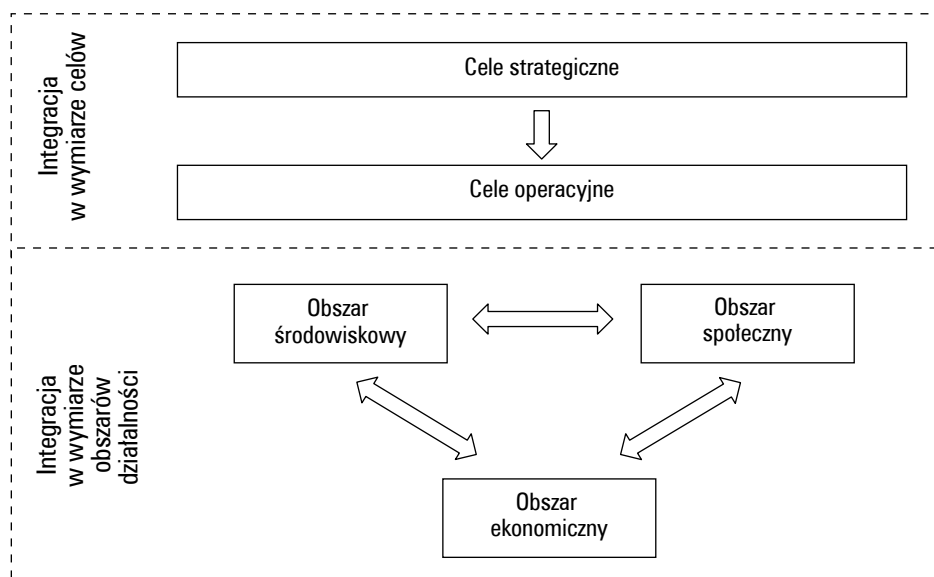 Integracja
w wymiarze celów
Cele strategiczne
Cele operacyjne
Integracja
w wymiarze
obszarów
działalności
Obszar
środowiskowy
Obszar
społeczny
Obszar
ekonomiczny